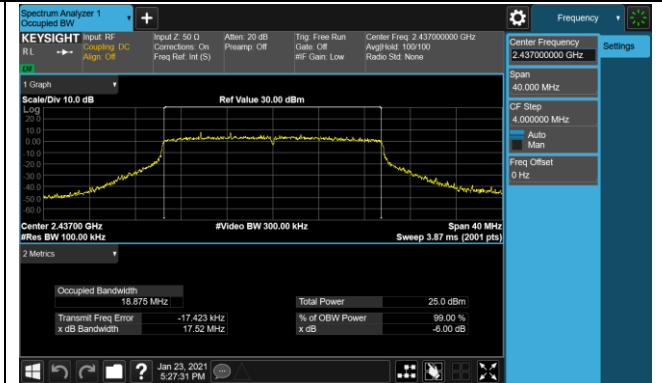 Spectrum Analyzer 1
Occupied BW
Frequency
KEYSIGHT Input: RF
R L Coupling: DC
Align: Off
Input Z: 50 Ω
Corrections: On
Freq Ref: Int (S)
Atten: 20 dB
Preamp: Off
Trig: Free Run
Gate: Off
#IF Gain: Low
Center Freq: 2.437000000 GHz
Avg|Hold: 100/100
Radio Std: None
Center Frequency
2.437000000 GHz
Settings
Span
40.000 MHz
CF Step
4.000000 MHz
Auto
Man
Freq Offset
0 Hz
1 Graph
Scale/Div 10.0 dB
Ref Value 30.00 dBm
Log
20.0
10.0
0.00
-10.0
-20.0
-30.0
-40.0
-50.0
-60.0
Center 2.43700 GHz
#Video BW 300.00 kHz
Span 40 MHz
#Res BW 100.00 kHz
Sweep 3.87 ms (2001 pts)
2 Metrics
Occupied Bandwidth
18.875 MHz
Total Power 25.0 dBm
Transmit Freq Error -17.423 kHz
% of OBW Power 99.00 %
x dB Bandwidth 17.52 MHz
x dB -6.00 dB
Jan 23, 2021
5:27:31 PM